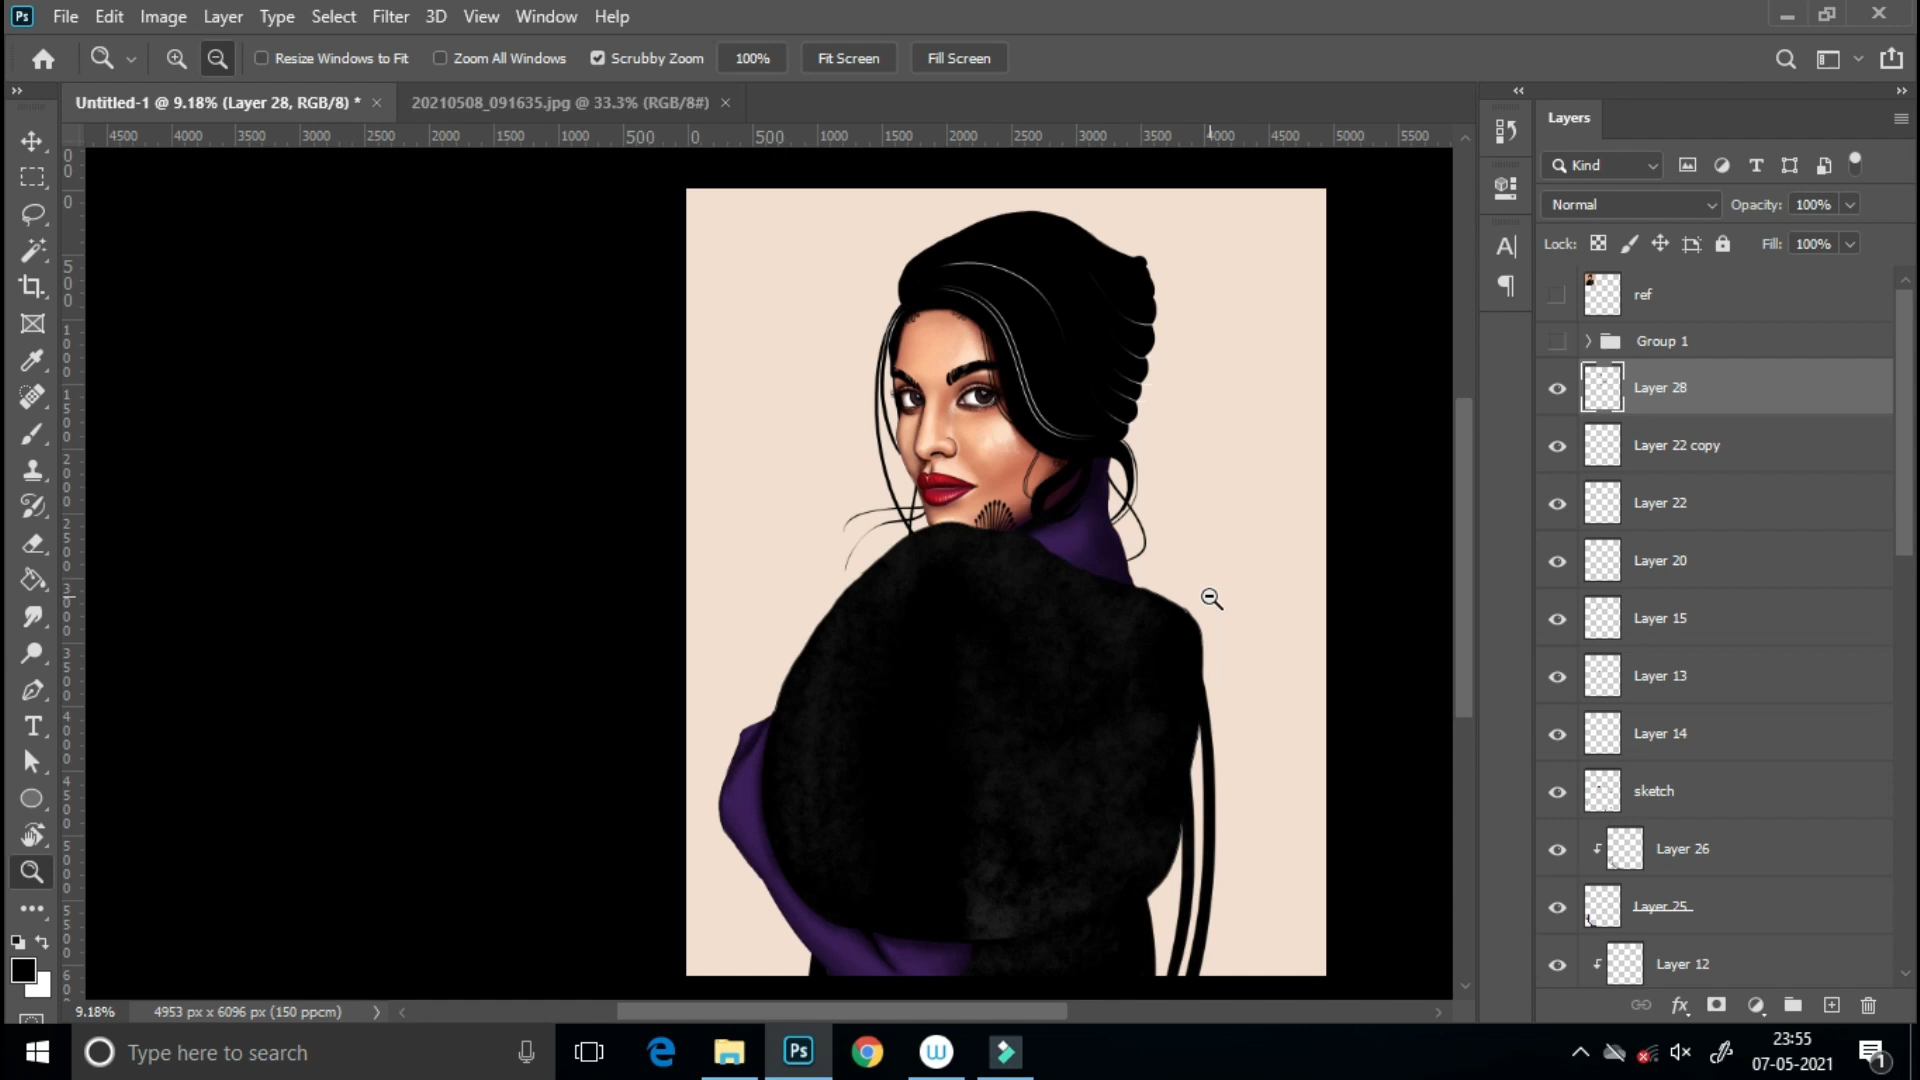 Ps File Edit Image Layer Type Select Filter 3D View Window Help
Resize Windows to Fit Zoom All Windows Scrubby Zoom 100% Fit Screen Fill Screen
Untitled-1 @ 9.18% (Layer 28, RGB/8) * × 20210508_091635.jpg @ 33.3% (RGB/8#) ×
4500 4000 3500 3000 2500 2000 1500 1000 500 0 500 1000 1500 2000 2500 3000 3500 4000 4500 5000 5500
Layers
Kind
Normal Opacity: 100%
Lock: Fill: 100%
ref
Group 1
Layer 28
Layer 22 copy
Layer 22
Layer 20
Layer 15
Layer 13
Layer 14
sketch
Layer 26
Layer 25
Layer 12
9.18% 4953 px x 6096 px (150 ppcm)
Type here to search
Ps
23:55
07-05-2021
1